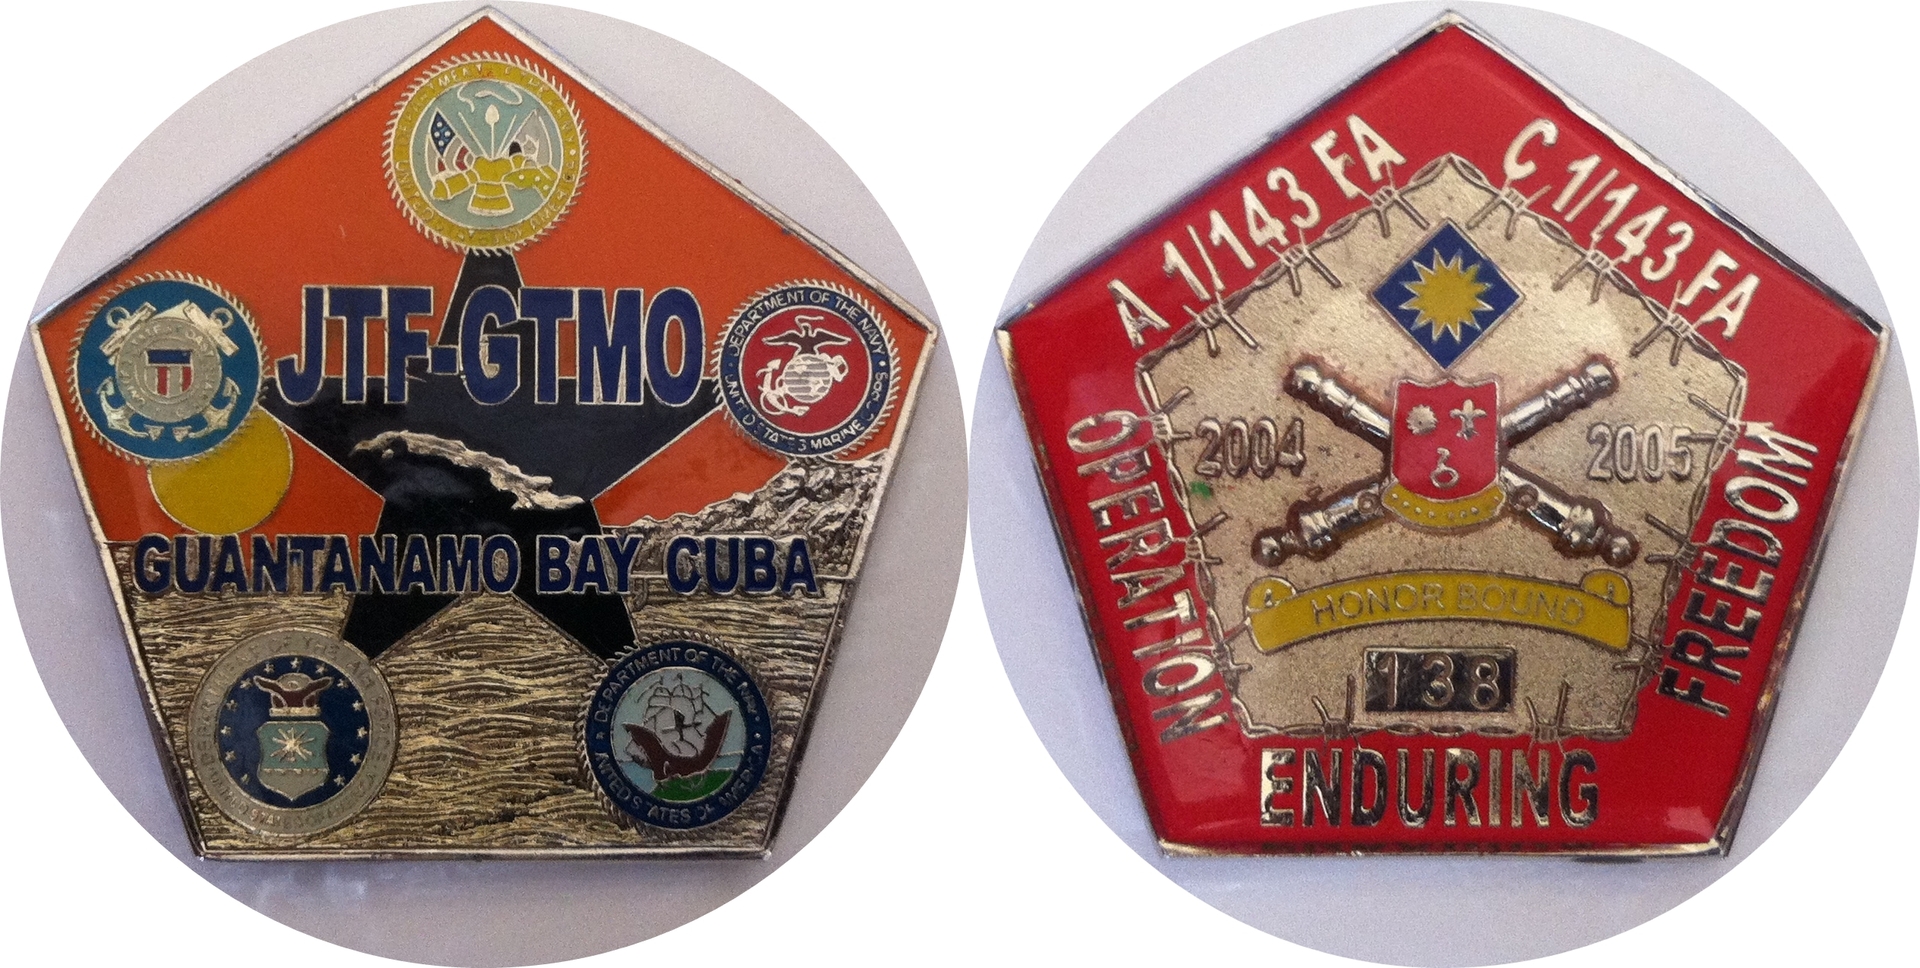 JTF-GTMO
DEPARTMENT OF THE NAVY
UNITED STATES MARINE
GUANTANAMO BAY CUBA
DEPARTMENT OF THE NAVY
UNITED STATES OF AMERICA
A 1/143 FA
C 1/143 FA
2004
2005
HONOR BOUND
138
OPERATION
ENDURING
FREEDOM